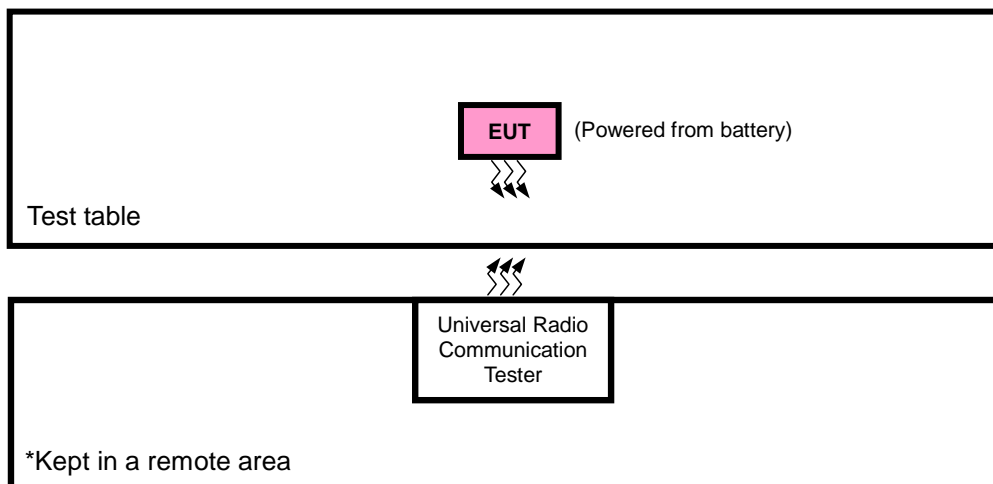 EUT (Powered from battery)
Test table
Universal Radio
Communication
Tester
*Kept in a remote area